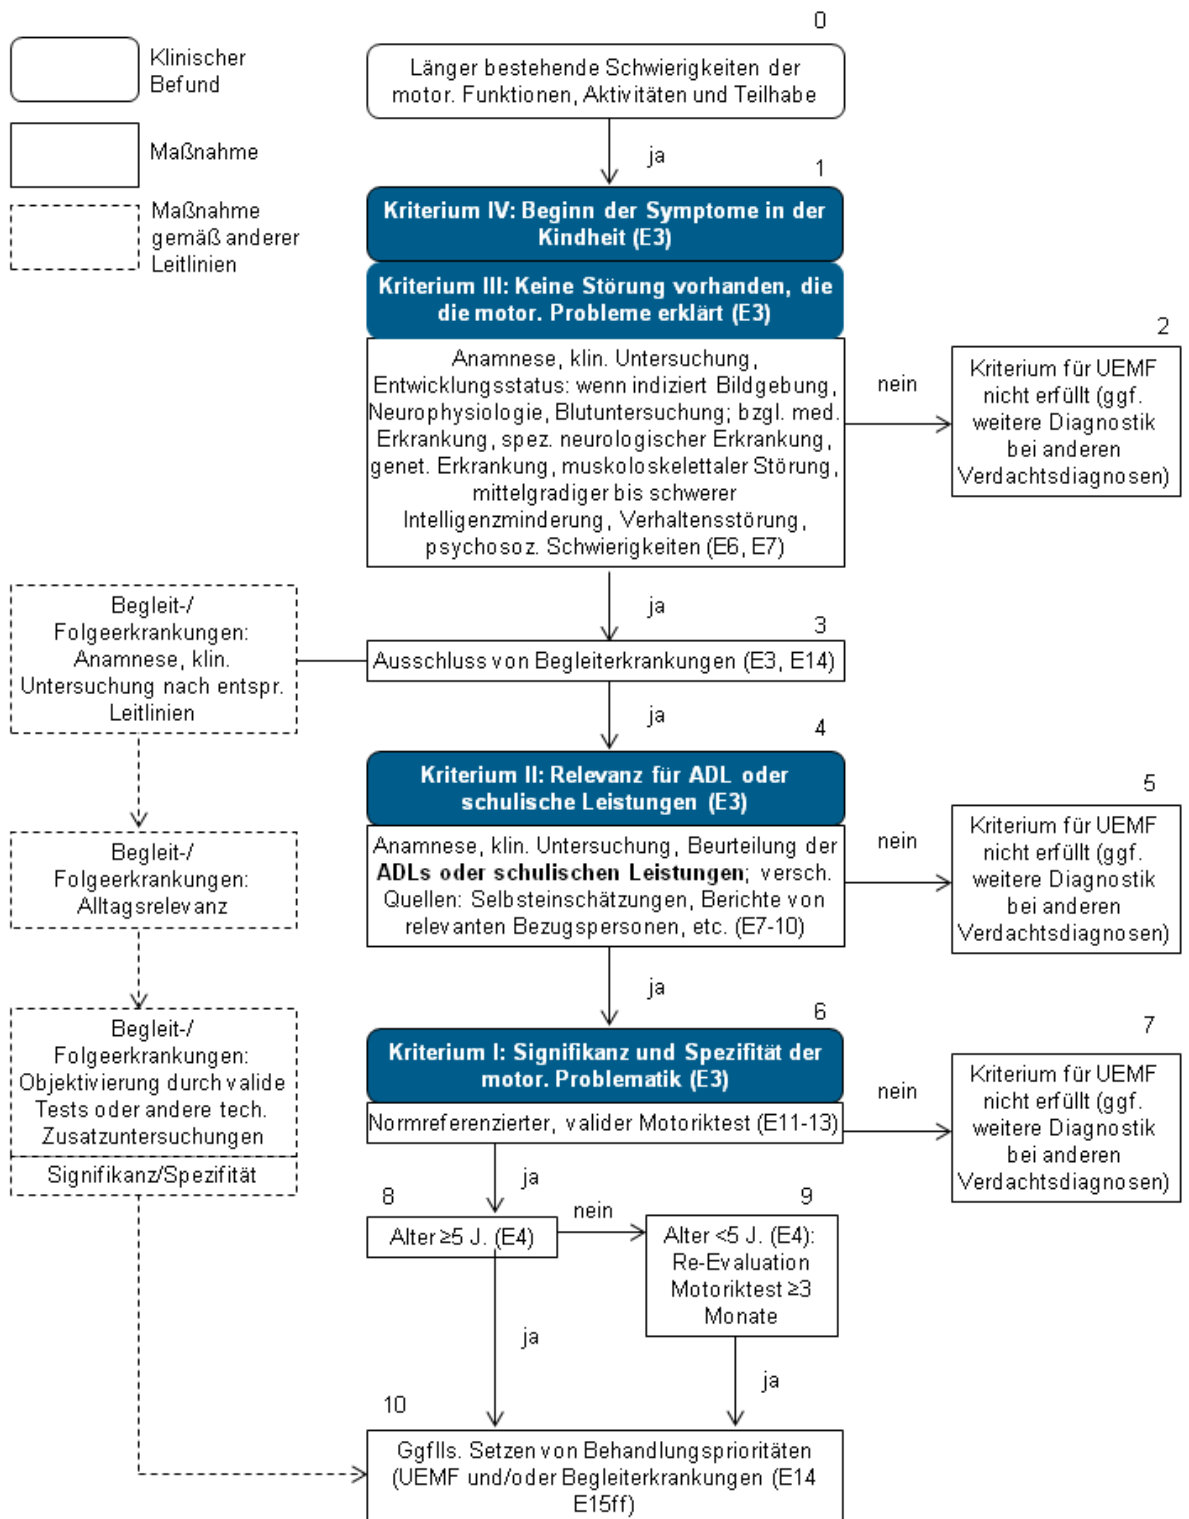 Klinischer
Befund
Maßnahme
Maßnahme
gemäß anderer
Leitlinien
0
Länger bestehende Schwierigkeiten der
motor. Funktionen, Aktivitäten und Teilhabe
ja
1
Kriterium IV: Beginn der Symptome in der
Kindheit (E3)
Kriterium III: Keine Störung vorhanden, die
die motor. Probleme erklärt (E3)
Anamnese, klin. Untersuchung,
Entwicklungsstatus: wenn indiziert Bildgebung,
Neurophysiologie, Blutuntersuchung; bzgl. med.
Erkrankung, spez. neurologischer Erkrankung,
genet. Erkrankung, muskoloskelettaler Störung,
mittelgradiger bis schwerer
Intelligenzminderung, Verhaltensstörung,
psychosoz. Schwierigkeiten (E6, E7)
nein
2
Kriterium für UEMF
nicht erfüllt (ggf.
weitere Diagnostik
bei anderen
Verdachtsdiagnosen)
ja
3
Ausschluss von Begleiterkrankungen (E3, E14)
Begleit-/
Folgeerkrankungen:
Anamnese, klin.
Untersuchung nach entspr.
Leitlinien
ja
4
Kriterium II: Relevanz für ADL oder
schulische Leistungen (E3)
Anamnese, klin. Untersuchung, Beurteilung der
ADLs oder schulischen Leistungen; versch.
Quellen: Selbsteinschätzungen, Berichte von
relevanten Bezugspersonen, etc. (E7-10)
nein
5
Kriterium für UEMF
nicht erfüllt (ggf.
weitere Diagnostik
bei anderen
Verdachtsdiagnosen)
Begleit-/
Folgeerkrankungen:
Alltagsrelevanz
ja
6
Kriterium I: Signifikanz und Spezifität der
motor. Problematik (E3)
Normreferenzierter, valider Motoriktest (E11-13)
nein
7
Kriterium für UEMF
nicht erfüllt (ggf.
weitere Diagnostik
bei anderen
Verdachtsdiagnosen)
Begleit-/
Folgeerkrankungen:
Objektivierung durch valide
Tests oder andere tech.
Zusatzuntersuchungen
Signifikanz/Spezifität
ja
8
Alter ≥5 J. (E4)
nein
9
Alter <5 J. (E4):
Re-Evaluation
Motoriktest ≥3
Monate
ja
ja
10
Ggflls. Setzen von Behandlungsprioritäten
(UEMF und/oder Begleiterkrankungen (E14
E15ff)